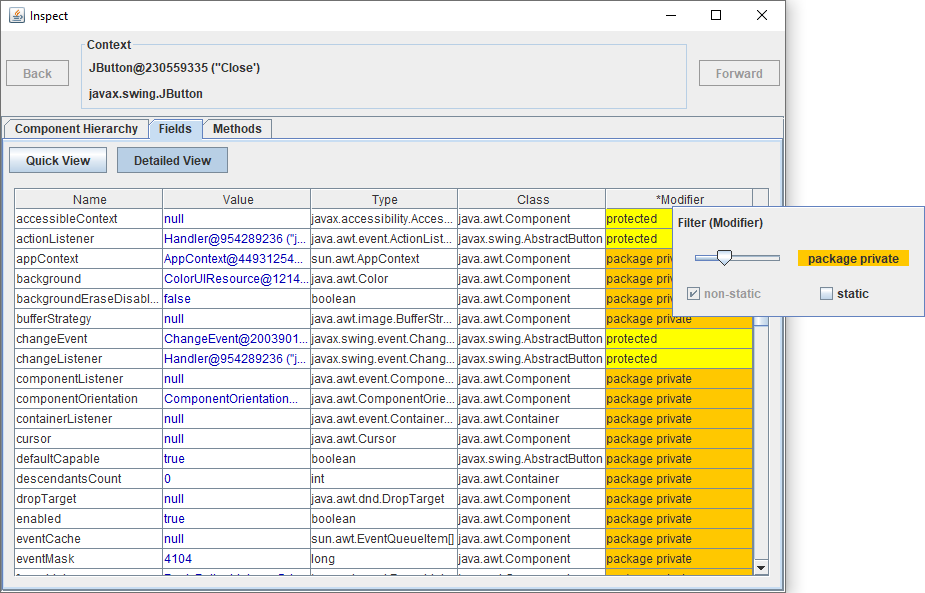 Inspect
Context
Back
JButton@230559335 ("Close')
javax.swing.JButton
Forward
Component Hierarchy Fields Methods
Quick View Detailed View
Name Value Type Class *Modifier
accessibleContext null javax.accessibility.Acces... java.awt.Component protected
actionListener Handler@954289236 ("j... java.awt.event.ActionList... javax.swing.AbstractButton protected
appContext AppContext@44931254... sun.awt.AppContext java.awt.Component package priv
background ColorUIResource@1214... java.awt.Color java.awt.Component package priv
backgroundEraseDisabl... false boolean java.awt.Component package priv
bufferStrategy null java.awt.image.BufferStr... java.awt.Component package private
changeEvent ChangeEvent@2003901... javax.swing.event.Chang... javax.swing.AbstractButton protected
changeListener Handler@954289236 ("j... javax.swing.event.Chang... javax.swing.AbstractButton protected
componentListener null java.awt.event.Compone... java.awt.Component package private
componentOrientation ComponentOrientation... java.awt.ComponentOrie... java.awt.Component package private
containerListener null java.awt.event.Container... java.awt.Container package private
cursor null java.awt.Cursor java.awt.Component package private
defaultCapable true boolean javax.swing.AbstractButton package private
descendantsCount 0 int java.awt.Container package private
dropTarget null java.awt.dnd.DropTarget java.awt.Component package private
enabled true boolean java.awt.Component package private
eventCache null sun.awt.EventQueueItem[] java.awt.Component package private
eventMask 4104 long java.awt.Component package private
Filter (Modifier)
package private
non-static static